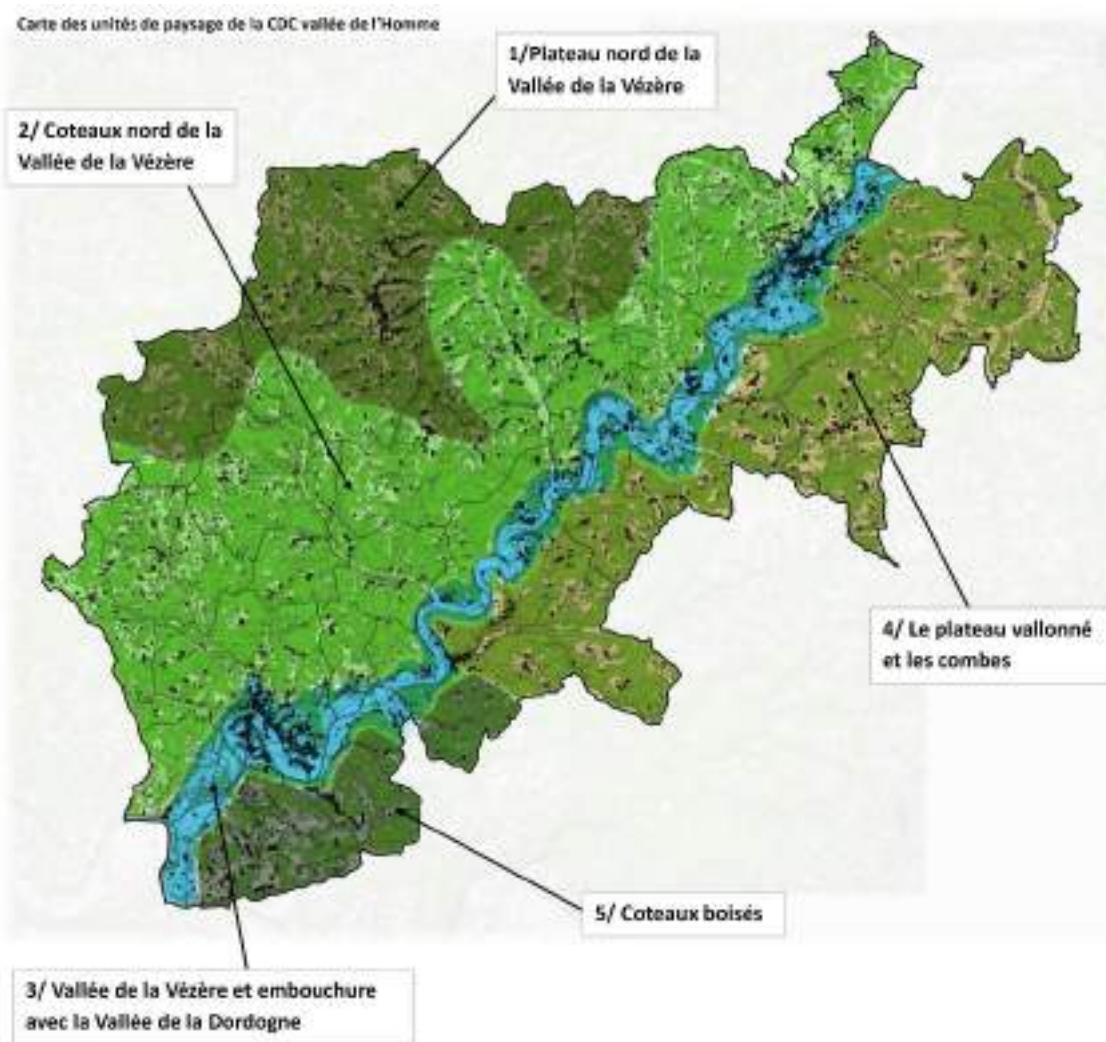 Carte des unités de paysage de la CDC vallée de l'Homme
1/Plateau nord de la
Vallée de la Vézère
2/ Coteaux nord de la
Vallée de la Vézère
4/ Le plateau vallonné
et les combes
5/ Coteaux boisés
3/ Vallée de la Vézère et embouchure
avec la Vallée de la Dordogne